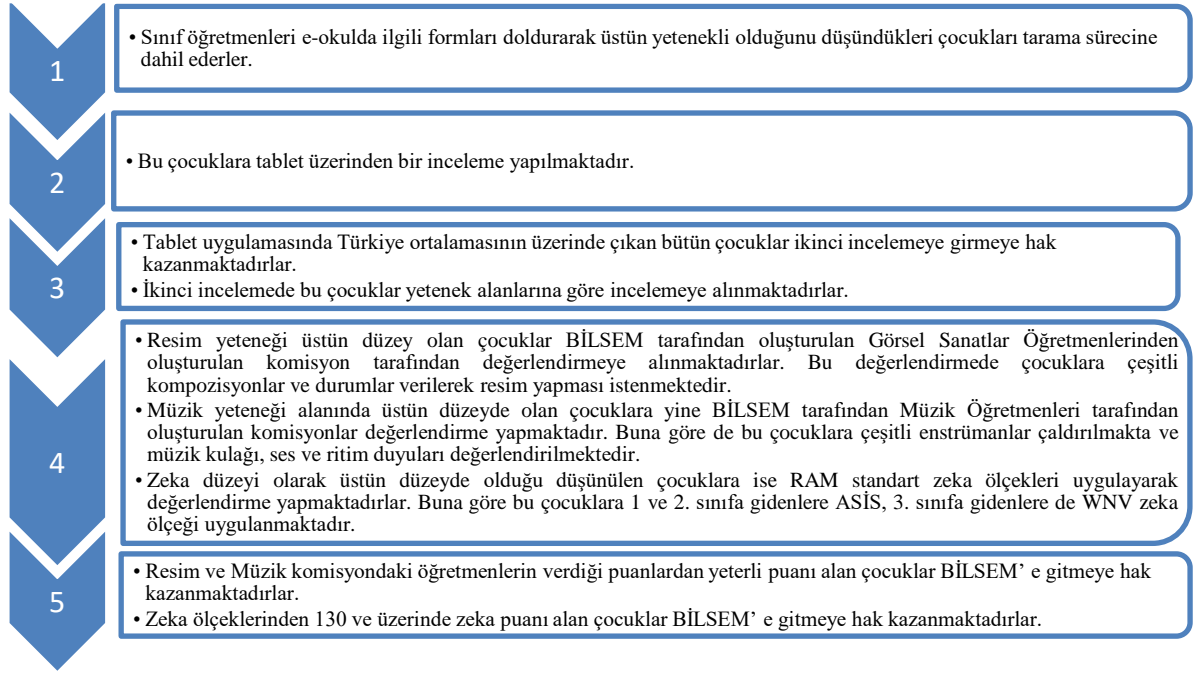 1
• Sınıf öğretmenleri e-okulda ilgili formları doldurarak üstün yetenekli olduğunu düşündükleri çocukları tarama sürecine
dahil ederler.
2
• Bu çocuklara tablet üzerinden bir inceleme yapılmaktadır.
3
• Tablet uygulamasında Türkiye ortalamasının üzerinde çıkan bütün çocuklar ikinci incelemeye girmeye hak
kazanmaktadırlar.
• İkinci incelemede bu çocuklar yetenek alanlarına göre incelemeye alınmaktadırlar.
4
• Resim yeteneği üstün düzey olan çocuklar BİLSEM tarafından oluşturulan Görsel Sanatlar Öğretmenlerinden
oluşturulan komisyon tarafından değerlendirmeye alınmaktadırlar. Bu değerlendirmede çocuklara çeşitli
kompozisyonlar ve durumlar verilerek resim yapması istenmektedir.
• Müzik yeteneği alanında üstün düzeyde olan çocuklara yine BİLSEM tarafından Müzik Öğretmenleri tarafından
oluşturulan komisyonlar değerlendirme yapmaktadır. Buna göre de bu çocuklara çeşitli enstrümanlar çaldırılmakta ve
müzik kulağı, ses ve ritim duyuları değerlendirilmektedir.
• Zeka düzeyi olarak üstün düzeyde olduğu düşünülen çocuklara ise RAM standart zeka ölçekleri uygulayarak
değerlendirme yapmaktadırlar. Buna göre bu çocuklara 1 ve 2. sınıfa gidenlere ASİS, 3. sınıfa gidenlere de WNV zeka
ölçeği uygulanmaktadır.
5
• Resim ve Müzik komisyondaki öğretmenlerin verdiği puanlardan yeterli puanı alan çocuklar BİLSEM’ e gitmeye hak
kazanmaktadırlar.
• Zeka ölçeklerinden 130 ve üzerinde zeka puanı alan çocuklar BİLSEM’ e gitmeye hak kazanmaktadırlar.